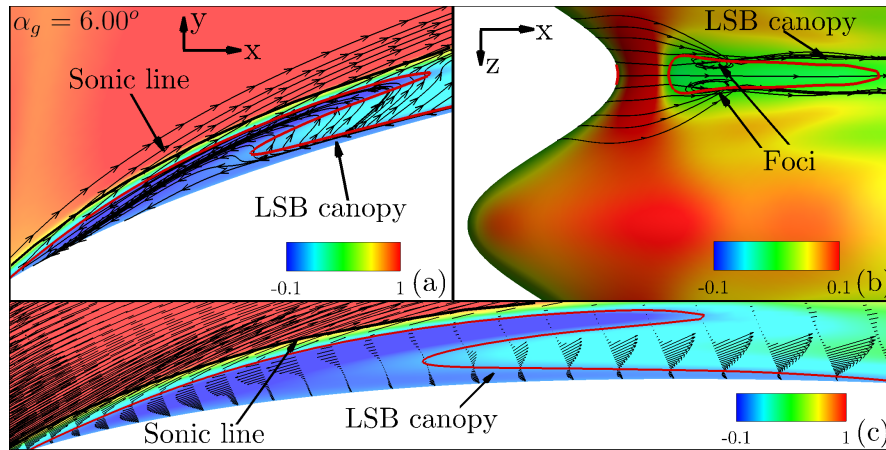 α_g = 6.00°
y
x
Sonic line
LSB canopy
-0.1
1
(a)
x
z
LSB canopy
Foci
-0.1
0.1
(b)
Sonic line
LSB canopy
-0.1
1
(c)